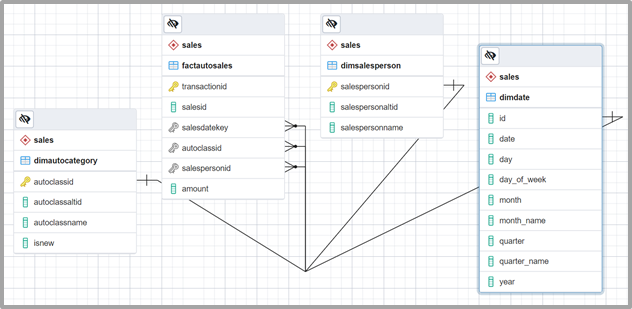 sales
factautosales
transactionid
salesid
salesdatekey
autoclassid
salespersonid
amount
sales
dimsalesperson
salespersonid
salespersonaltid
salespersonname
sales
dimdate
id
date
day
day_of_week
month
month_name
quarter
quarter_name
year
sales
dimautocategory
autoclassid
autoclassaltid
autoclassname
isnew